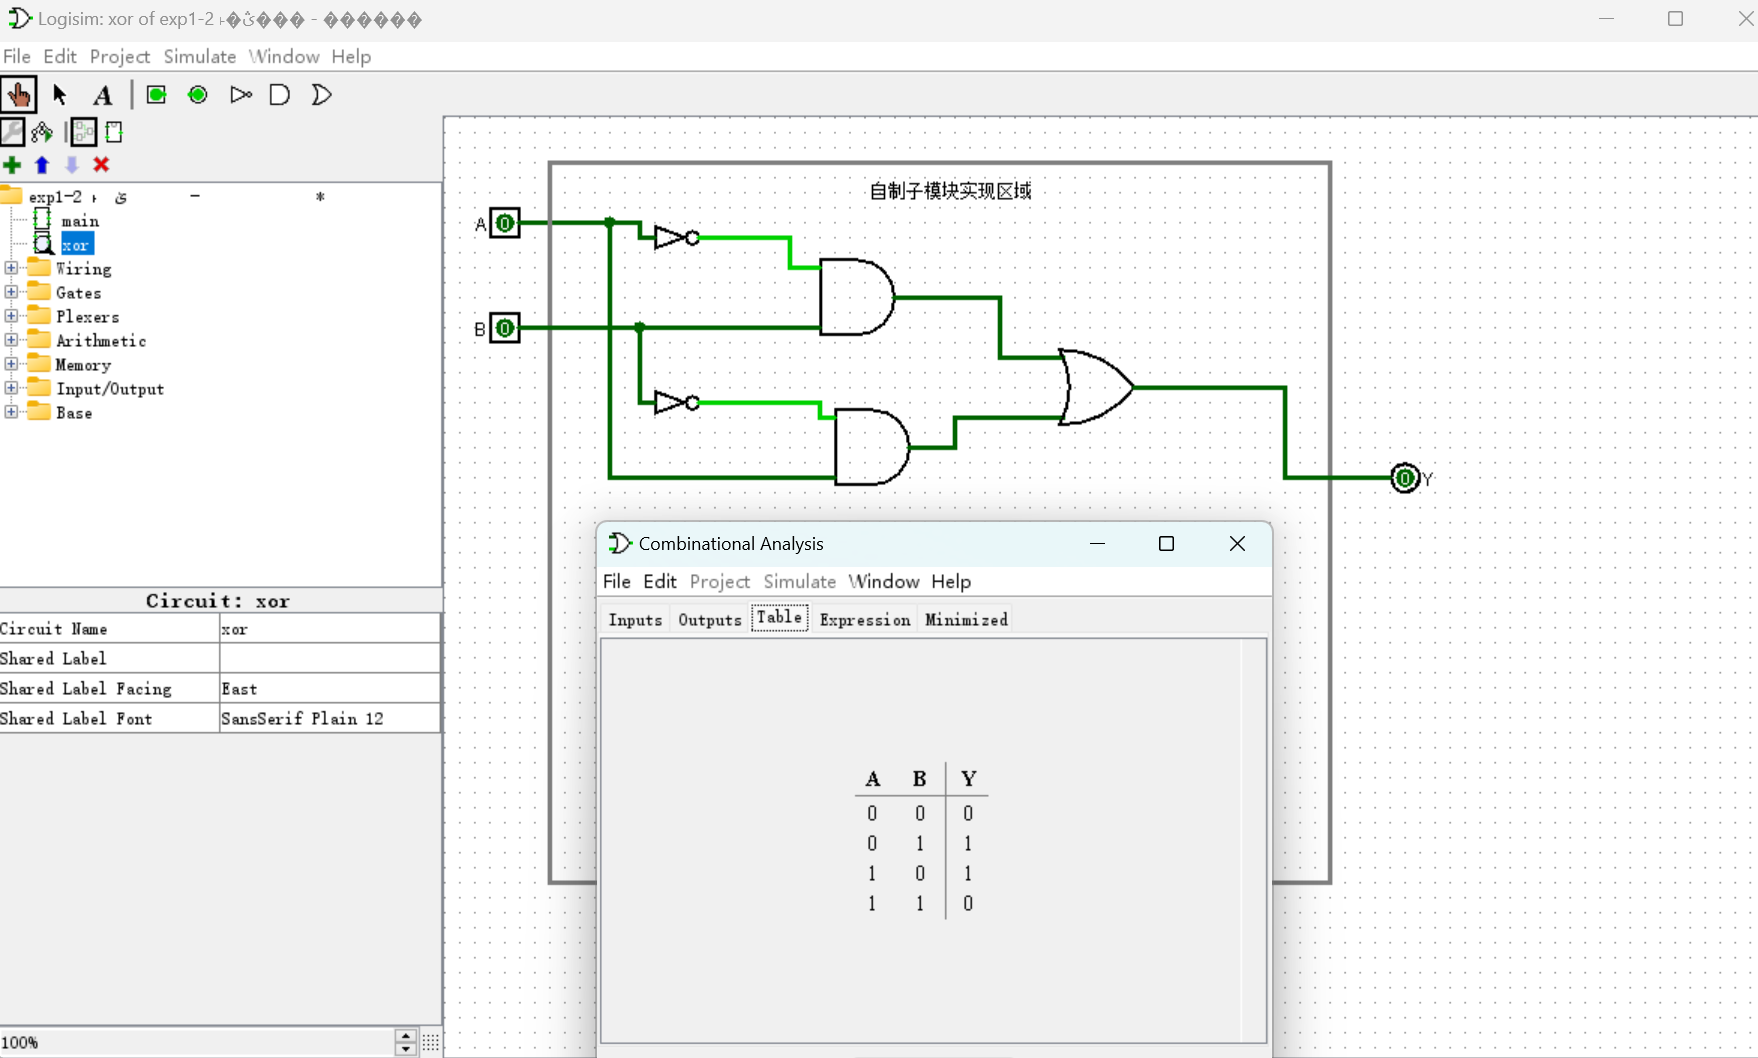 Logisim: xor of exp1-2
File Edit Project Simulate Window Help
A
exp1-2 *
main
xor
Wiring
Gates
Plexers
Arithmetic
Memory
Input/Output
Base
Circuit: xor
Circuit Name xor
Shared Label
Shared Label Facing East
Shared Label Font SansSerif Plain 12
100%
自制子模块实现区域
A 0
B 0
0 Y
Combinational Analysis
File Edit Project Simulate Window Help
Inputs Outputs Table Expression Minimized
A B Y
0 0 0
0 1 1
1 0 1
1 1 0